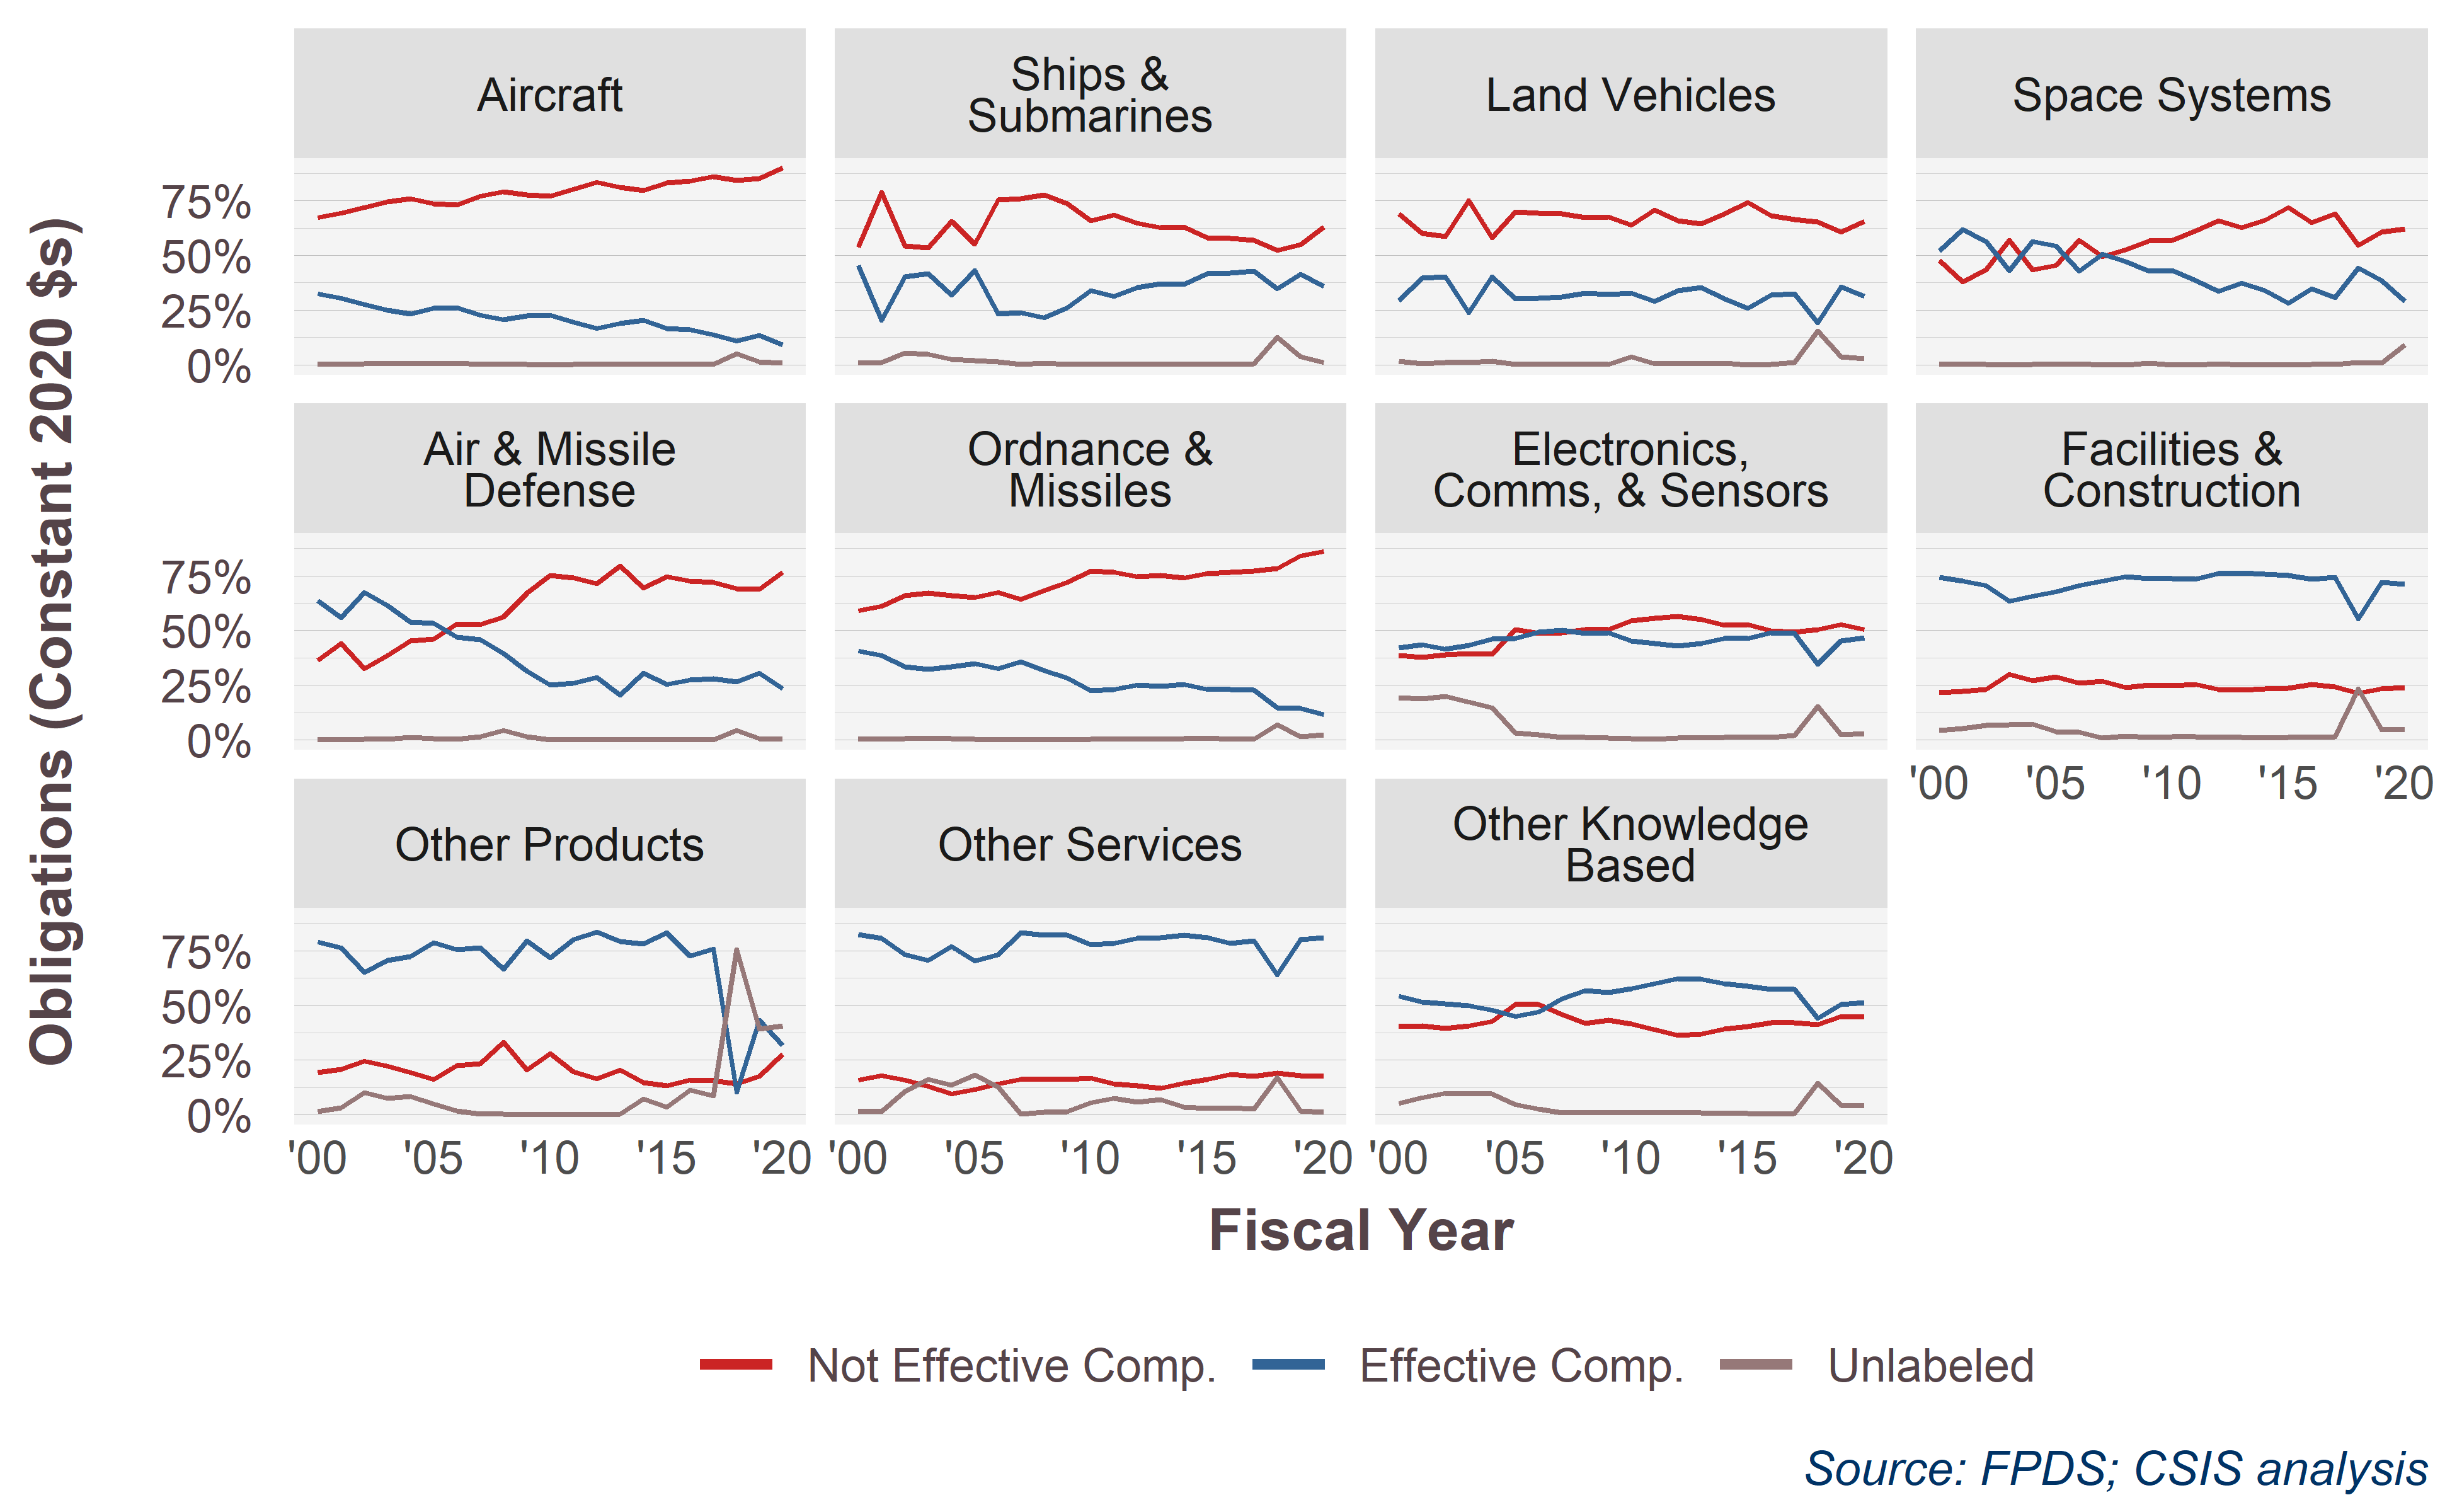 Aircraft
Ships &
Submarines
Land Vehicles
Space Systems
75%
50%
25%
0%
Air & Missile
Defense
Ordnance &
Missiles
Electronics,
Comms, & Sensors
Facilities &
Construction
75%
50%
25%
0%
'00 '05 '10 '15 '20
Other Products
Other Services
Other Knowledge
Based
75%
50%
25%
0%
'00 '05 '10 '15 '20
'00 '05 '10 '15 '20
'00 '05 '10 '15 '20
Obligations (Constant 2020 $s)
Fiscal Year
Not Effective Comp.
Effective Comp.
Unlabeled
Source: FPDS; CSIS analysis